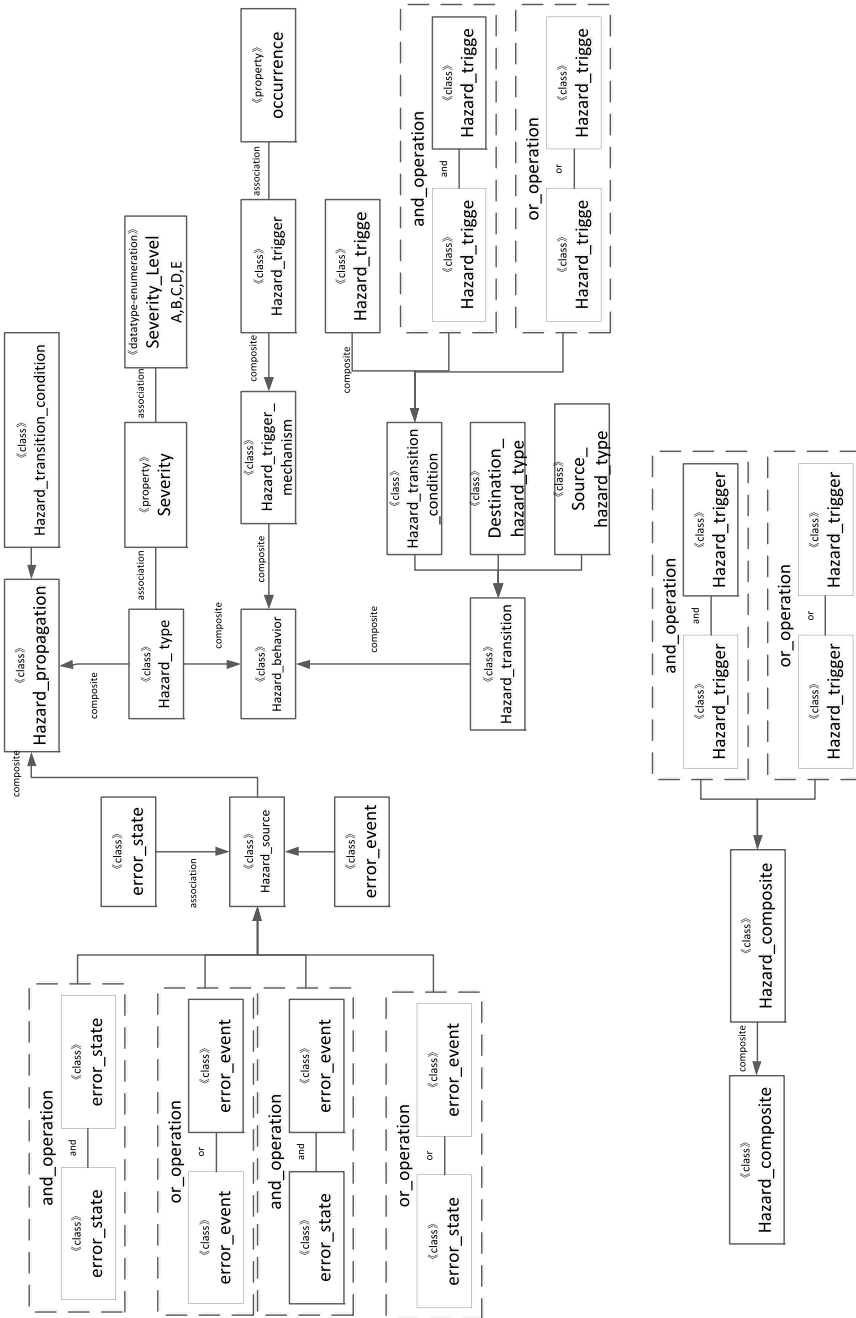 《class》
Hazard_propagation
《class》
Hazard_transition_condition
composite
composite
and_operation
《class》
error_state
and
《class》
error_state
or_operation
《class》
error_event
or
《class》
error_event
and_operation
《class》
error_state
and
《class》
error_event
or_operation
《class》
error_state
or
《class》
error_event
《class》
error_state
association
《class》
Hazard_source
《class》
error_event
《class》
Hazard_ type
association
《property》
Severity
association
《datatype-enumeration》
Severity_Level
A,B,C,D,E
composite
《class》
Hazard_behavior
composite
《class》
Hazard_trigger_
mechanism
composite
《class》
Hazard_trigger
association
《property》
occurrence
composite
《class》
Hazard_transition
《class》
Hazard_transition
_condition
《class》
Destination_
hazard_type
《class》
Source_
hazard_type
composite
《class》
Hazard_trigge
and_operation
《class》
Hazard_trigge
and
《class》
Hazard_trigge
or_operation
《class》
Hazard_trigge
or
《class》
Hazard_trigge
《class》
Hazard_composite
composite
《class》
Hazard_composite
and_operation
《class》
Hazard_trigger
and
《class》
Hazard_trigger
or_operation
《class》
Hazard_trigger
or
《class》
Hazard_trigger